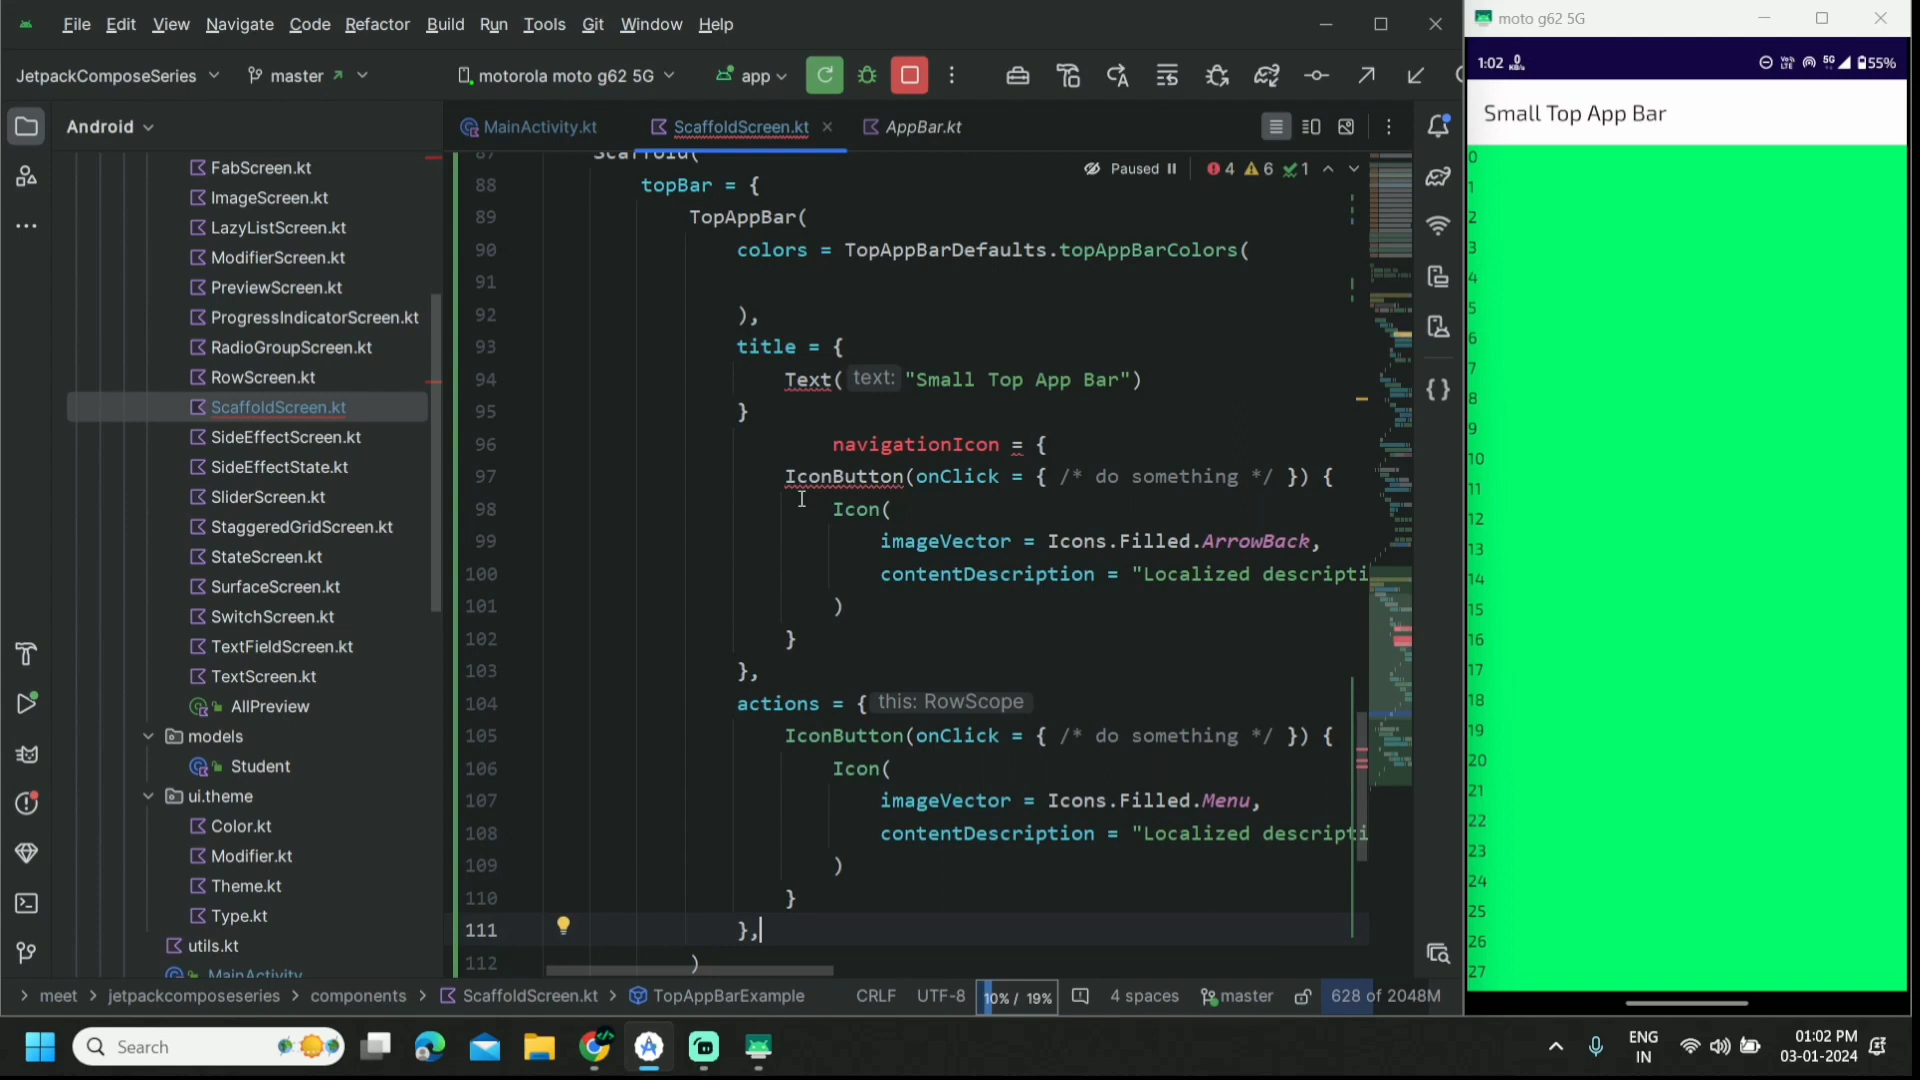 File Edit View Navigate Code Refactor Build Run Tools Git Window Help
moto g62 5G
JetpackComposeSeries master motorola moto g62 5G app
1:02 55%
Android
MainActivity.kt ScaffoldScreen.kt AppBar.kt
Small Top App Bar
FabScreen.kt
ImageScreen.kt
LazyListScreen.kt
ModifierScreen.kt
PreviewScreen.kt
ProgressIndicatorScreen.kt
RadioGroupScreen.kt
RowScreen.kt
ScaffoldScreen.kt
SideEffectScreen.kt
SideEffectState.kt
SliderScreen.kt
StaggeredGridScreen.kt
StateScreen.kt
SurfaceScreen.kt
SwitchScreen.kt
TextFieldScreen.kt
TextScreen.kt
AllPreview
models
Student
ui.theme
Color.kt
Modifier.kt
Theme.kt
Type.kt
utils.kt
MainActivity
Paused 4 6 1
87 Scaffold(
88 topBar = {
89 TopAppBar(
90 colors = TopAppBarDefaults.topAppBarColors(
91
92 ),
93 title = {
94 Text( text: "Small Top App Bar")
95 }
96 navigationIcon = {
97 IconButton(onClick = { /* do something */ }) {
98 Icon(
99 imageVector = Icons.Filled.ArrowBack,
100 contentDescription = "Localized descripti
101 )
102 }
103 },
104 actions = { this: RowScope
105 IconButton(onClick = { /* do something */ }) {
106 Icon(
107 imageVector = Icons.Filled.Menu,
108 contentDescription = "Localized descripti
109 )
110 }
111 },
112 )
0
1
2
3
4
5
6
7
8
9
10
11
12
13
14
15
16
17
18
19
20
21
22
23
24
25
26
27
meet jetpackcomposeseries components ScaffoldScreen.kt TopAppBarExample CRLF UTF-8 10% / 19% 4 spaces master 628 of 2048M
Search
ENG
IN
01:02 PM
03-01-2024